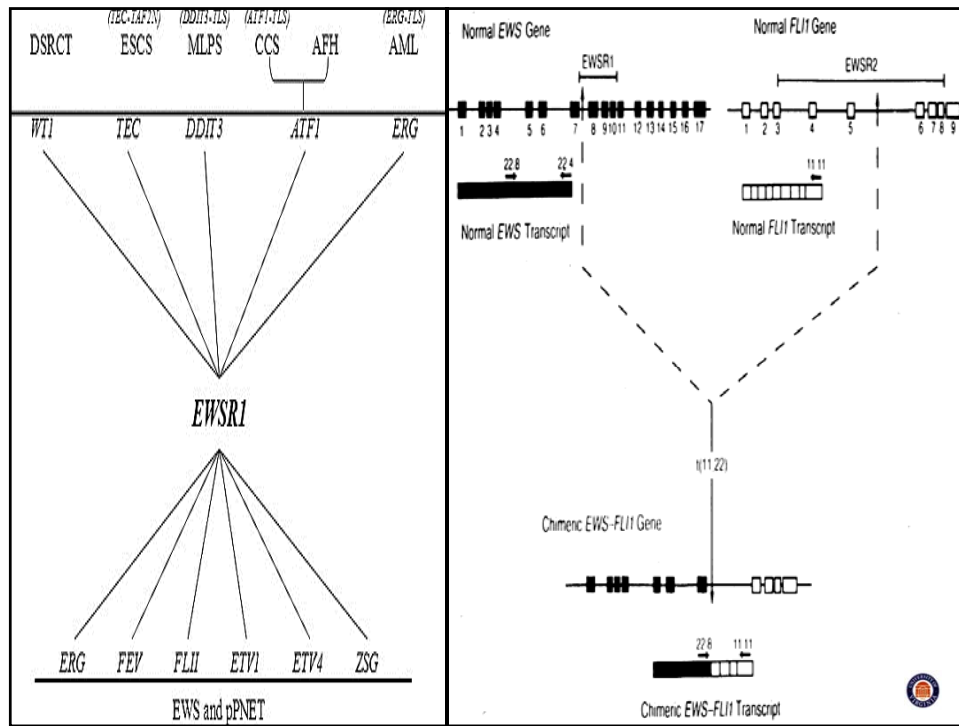 (TEC-TAF2N) (DDIT3-TLS) (ATF1-TLS) (ERG-TLS)
DSRCT ESCS MLPS CCS AFH AML
WT1 TEC DDIT3 ATF1 ERG
EWSR1
ERG FEV FLI1 ETV1 ETV4 ZSG
EWS and pPNET
Normal EWS Gene
EWSR1
1 2 3 4 5 6 7 8 9 10 11 12 13 14 15 16 17
22.8 22.4
Normal EWS Transcript
Normal FLI1 Gene
EWSR2
1 2 3 4 5 6 7 8 9
11.11
Normal FLI1 Transcript
t(11.22)
Chimeric EWS-FLI1 Gene
22.8 11.11
Chimeric EWS-FLI1 Transcript